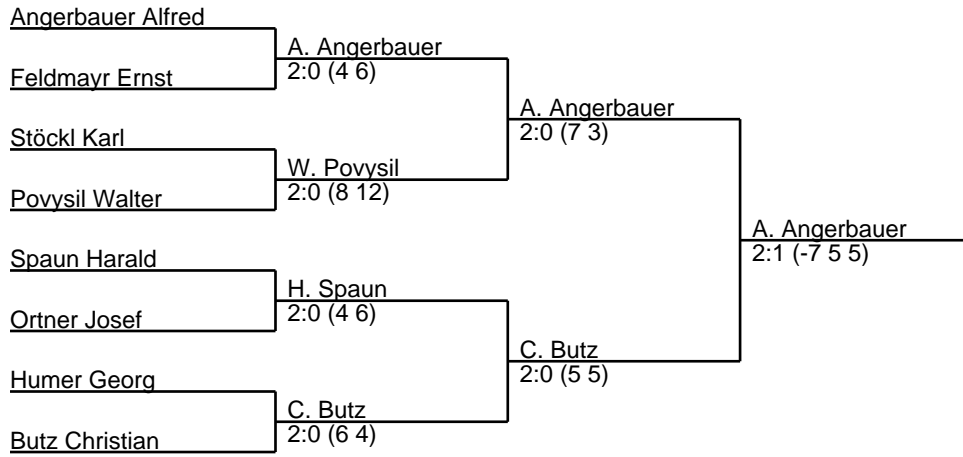 Angerbauer Alfred
A. Angerbauer
2:0 (4 6)
Feldmayr Ernst
A. Angerbauer
2:0 (7 3)
Stöckl Karl
W. Povysil
2:0 (8 12)
Povysil Walter
A. Angerbauer
2:1 (-7 5 5)
Spaun Harald
H. Spaun
2:0 (4 6)
Ortner Josef
C. Butz
2:0 (5 5)
Humer Georg
C. Butz
2:0 (6 4)
Butz Christian